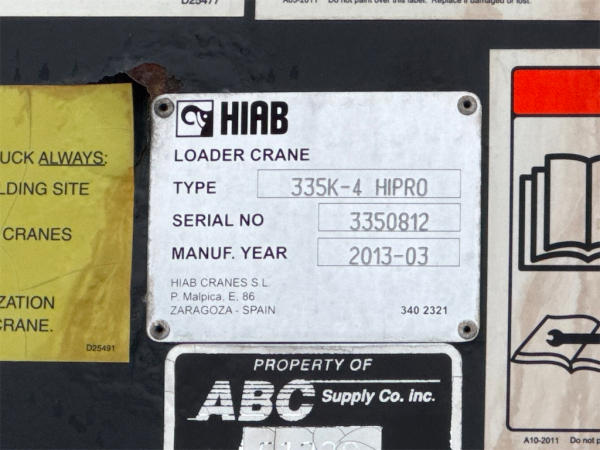 D25477
A03-2011 Do not paint over this label. Replace if damaged or lost.
UCK ALWAYS:
LDING SITE
CRANES
ZATION
CRANE.
D25491
HIAB
LOADER CRANE
TYPE 335K-4 HIPRO
SERIAL NO 3350812
MANUF. YEAR 2013-03
HIAB CRANES S.L.
P. Malpica, E, 86
ZARAGOZA - SPAIN 340 2321
PROPERTY OF
ABC Supply Co. inc.
A10-2011 Do not p